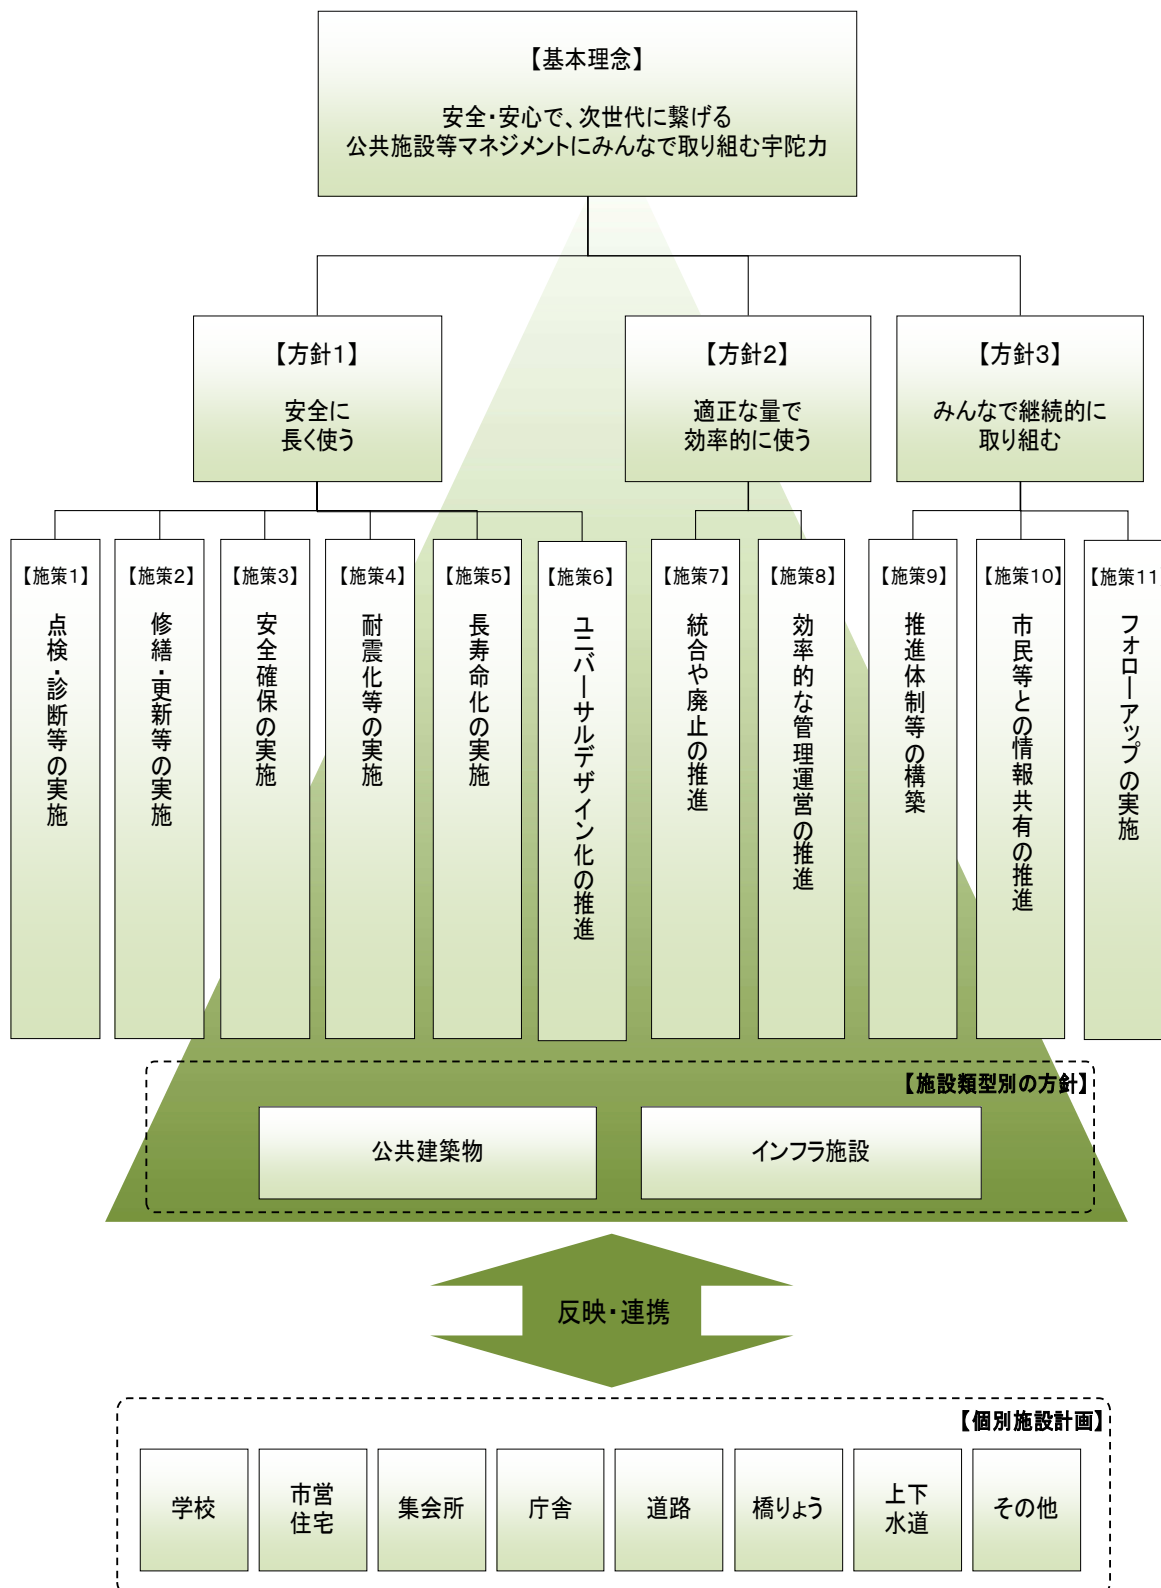 【基本理念】
安全・安心で、次世代に繋げる
公共施設等マネジメントにみんなで取り組む宇陀力
【方針1】
安全に
長く使う
【方針2】
適正な量で
効率的に使う
【方針3】
みんなで継続的に
取り組む
【施策1】
点検・診断等の実施
【施策2】
修繕・更新等の実施
【施策3】
安全確保の実施
【施策4】
耐震化等の実施
【施策5】
長寿命化の実施
【施策6】
ユニバーサルデザイン化の推進
【施策7】
統合や廃止の推進
【施策8】
効率的な管理運営の推進
【施策9】
推進体制等の構築
【施策10】
市民等との情報共有の推進
【施策11】
フォローアップの実施
【施設類型別の方針】
公共建築物
インフラ施設
反映・連携
【個別施設計画】
学校
市営
住宅
集会所
庁舎
道路
橋りょう
上下
水道
その他